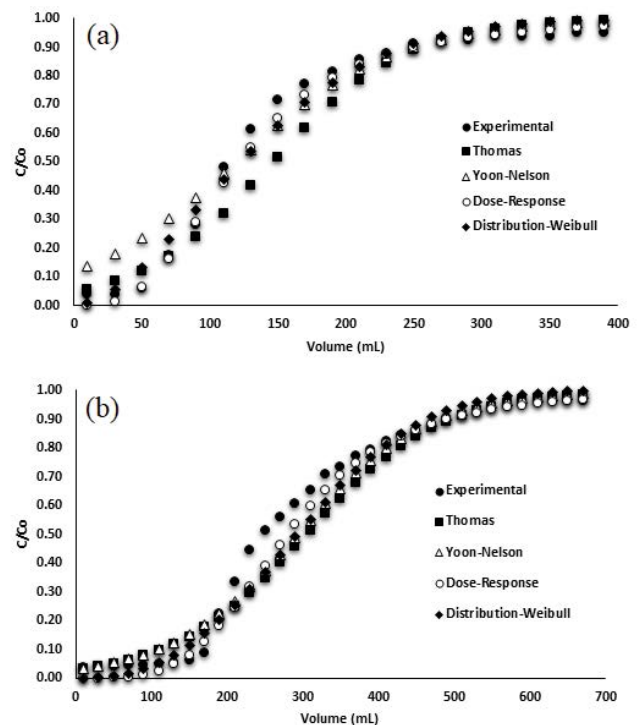 (a)
1.00
0.90
0.80
0.70
0.60
0.50
0.40
0.30
0.20
0.10
0.00
C/Co
Experimental
Thomas
Yoon-Nelson
Dose-Response
Distribution-Weibull
0 50 100 150 200 250 300 350 400
Volume (mL)
(b)
1.00
0.90
0.80
0.70
0.60
0.50
0.40
0.30
0.20
0.10
0.00
C/Co
Experimental
Thomas
Yoon-Nelson
Dose-Response
Distribution-Weibull
0 100 200 300 400 500 600 700
Volume (mL)